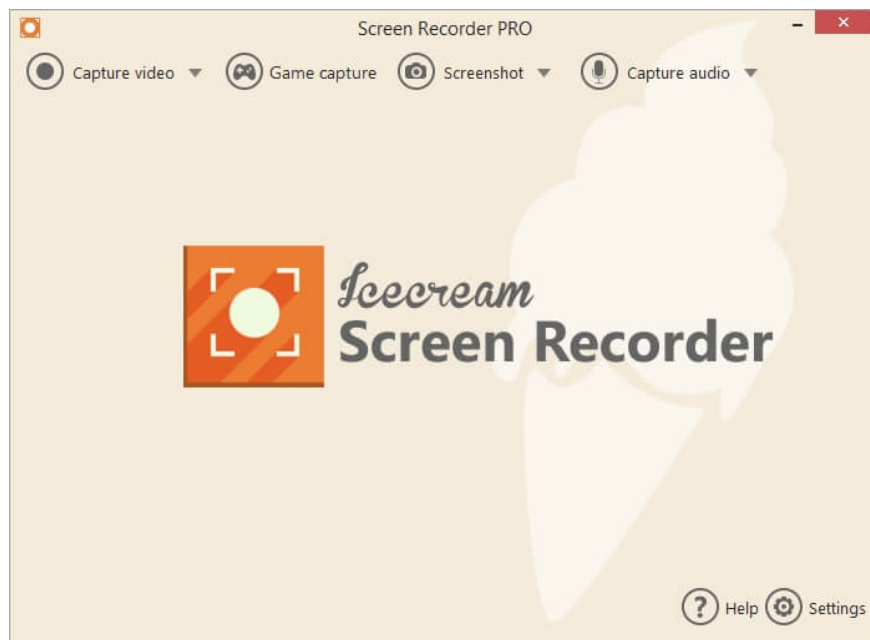 Screen Recorder PRO
Capture video Game capture Screenshot Capture audio
Icecream
Screen Recorder
? Help Settings